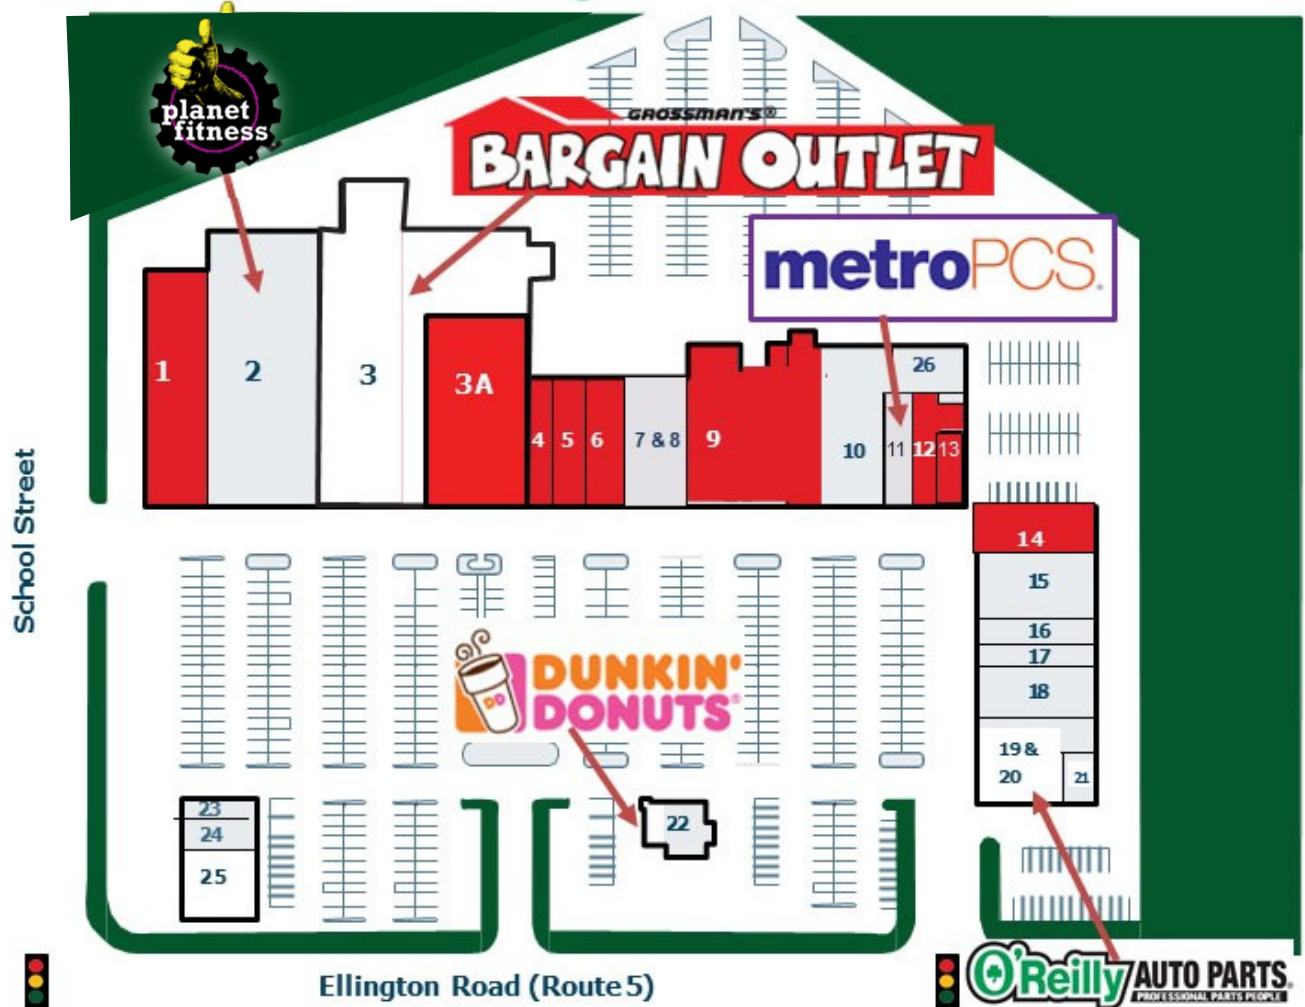 planet
fitness
GROSSMAN'S®
BARGAIN OUTLET
metroPCS.
1
2
3
3A
4
5
6
7 & 8
9
10
11
12
13
26
14
15
16
17
18
19 &
20
21
School Street
DUNKIN'
DONUTS®
DD
22
23
24
25
Ellington Road (Route 5)
O'Reilly AUTO PARTS.
PROFESSIONAL PARTS PEOPLE